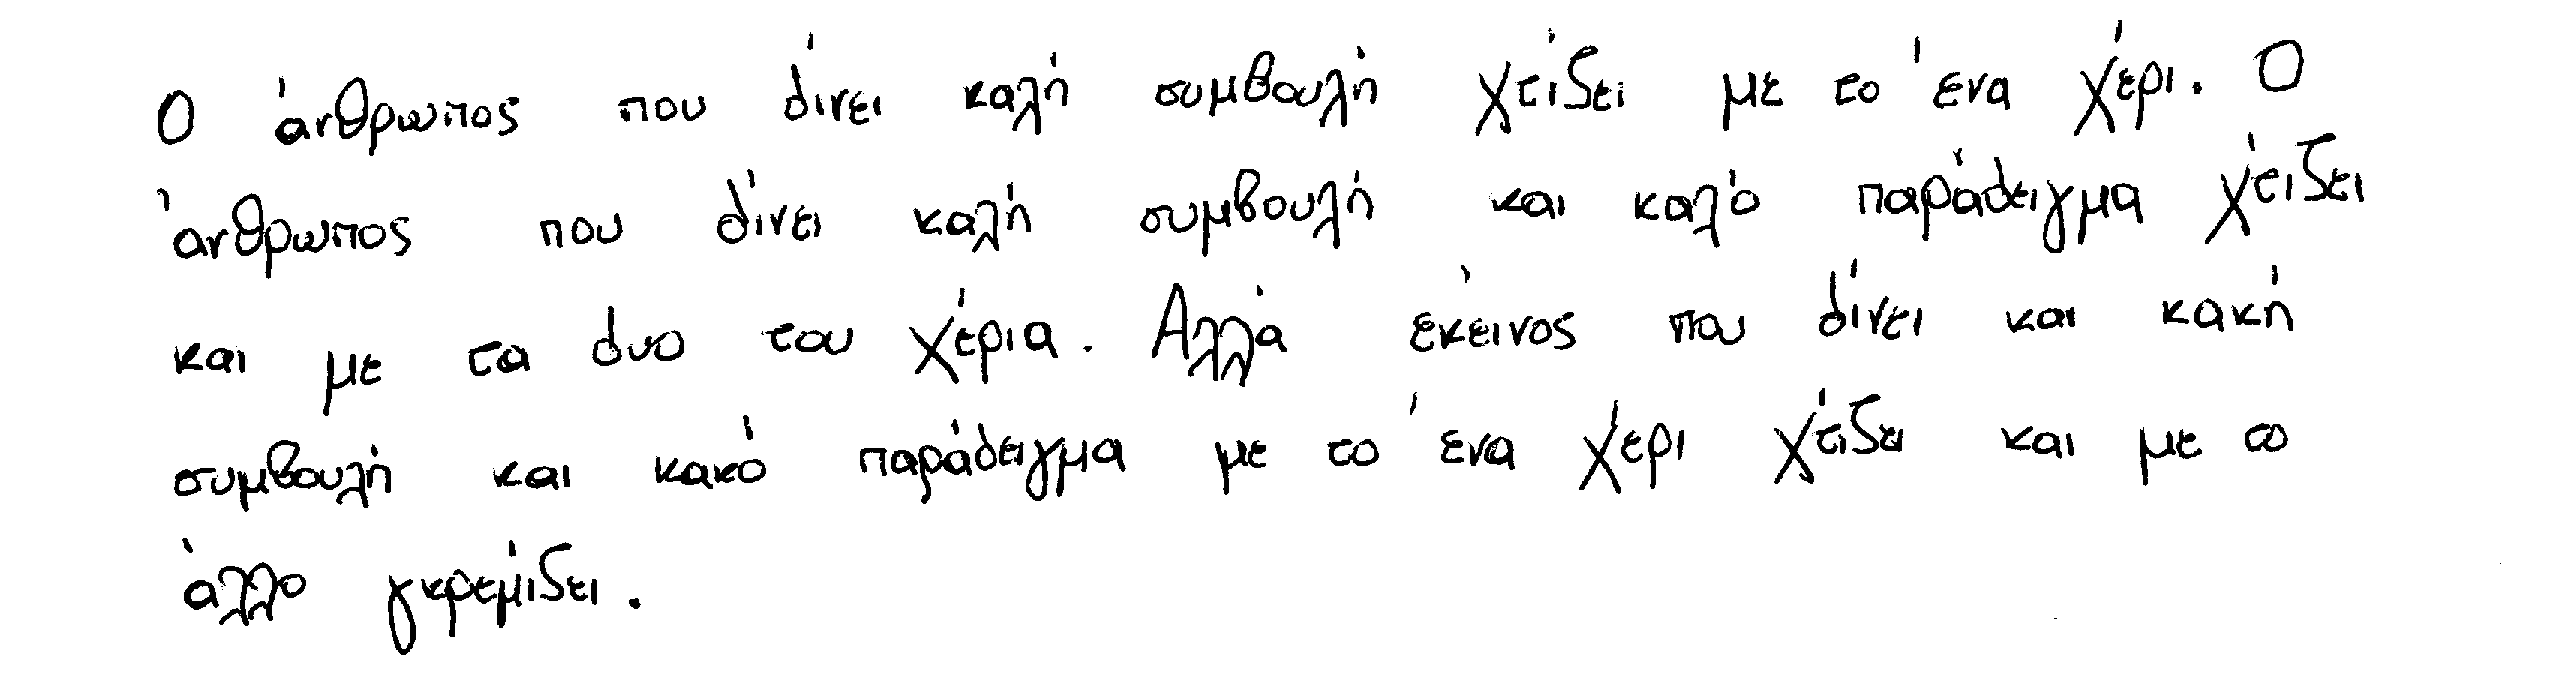 Ο άνθρωπος που δίνει καλή συμβουλή χτίζει με το ένα χέρι. Ο
άνθρωπος που δίνει καλή συμβουλή και καλό παράδειγμα χτίζει
και με τα δυο του χέρια. Αλλά εκείνος που δίνει και κακή
συμβουλή και κακό παράδειγμα με το ένα χέρι χτίζει και με το
άλλο γκρεμίζει.